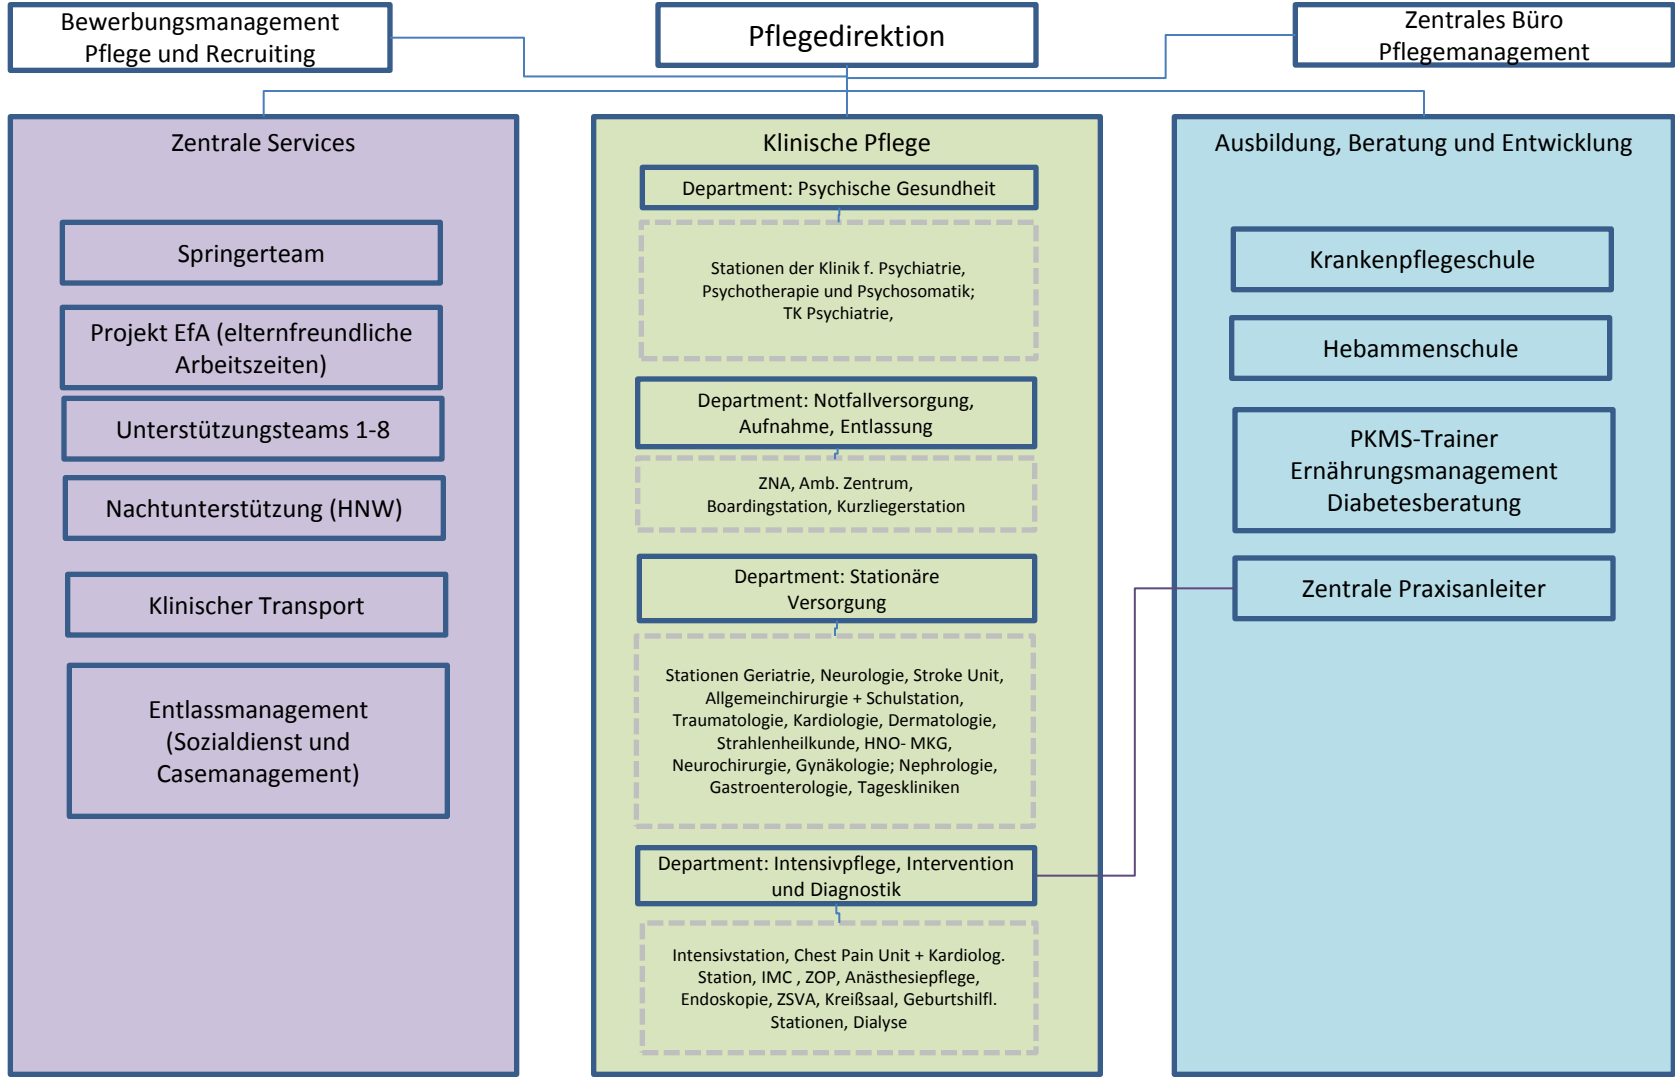 Bewerbungsmanagement
Pflege und Recruiting
Pflegedirektion
Zentrales Büro
Pflegemanagement
Zentrale Services
Springerteam
Projekt EfA (elternfreundliche
Arbeitszeiten)
Unterstützungsteams 1-8
Nachtunterstützung (HNW)
Klinischer Transport
Entlassmanagement
(Sozialdienst und
Casemanagement)
Klinische Pflege
Department: Psychische Gesundheit
Stationen der Klinik f. Psychiatrie,
Psychotherapie und Psychosomatik;
TK Psychiatrie,
Department: Notfallversorgung,
Aufnahme, Entlassung
ZNA, Amb. Zentrum,
Boardingstation, Kurzliegerstation
Department: Stationäre
Versorgung
Stationen Geriatrie, Neurologie, Stroke Unit,
Allgemeinchirurgie + Schulstation,
Traumatologie, Kardiologie, Dermatologie,
Strahlenheilkunde, HNO- MKG,
Neurochirurgie, Gynäkologie; Nephrologie,
Gastroenterologie, Tageskliniken
Department: Intensivpflege, Intervention
und Diagnostik
Intensivstation, Chest Pain Unit + Kardiolog.
Station, IMC , ZOP, Anästhesiepflege,
Endoskopie, ZSVA, Kreißsaal, Geburtshilfl.
Stationen, Dialyse
Ausbildung, Beratung und Entwicklung
Krankenpflegeschule
Hebammenschule
PKMS-Trainer
Ernährungsmanagement
Diabetesberatung
Zentrale Praxisanleiter